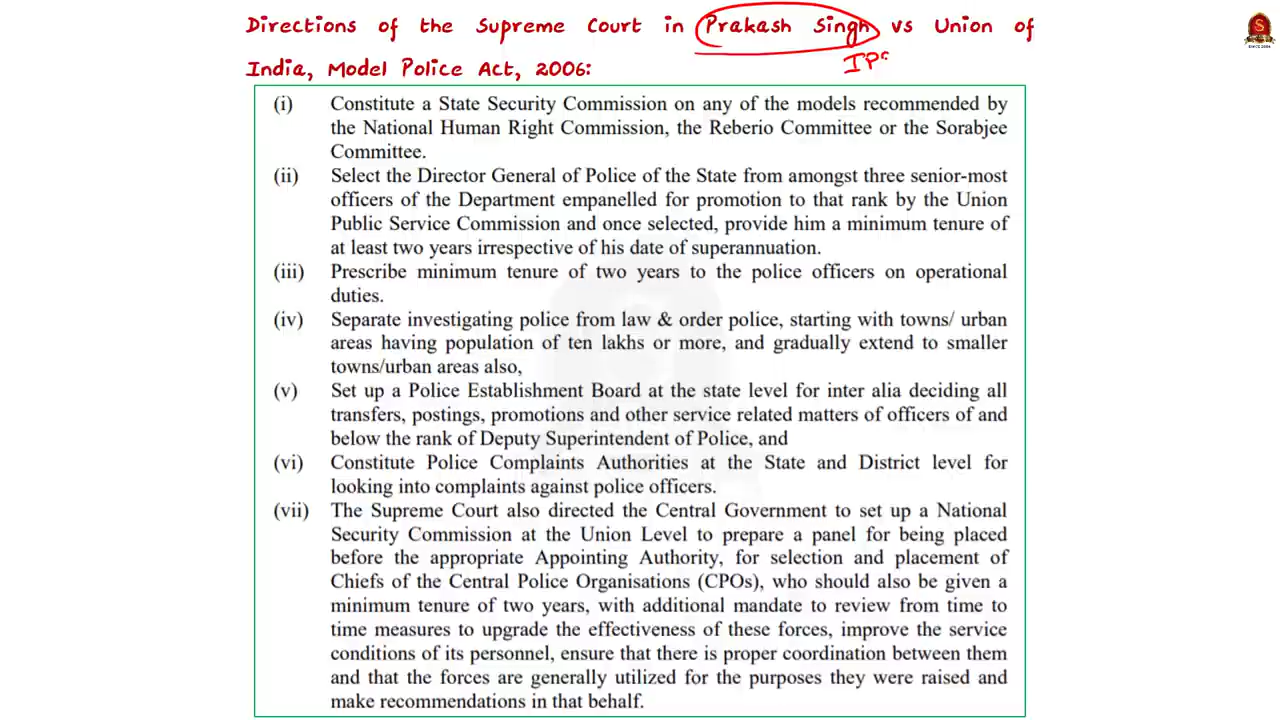 Directions of the Supreme Court in Prakash Singh vs Union of
India, Model Police Act, 2006:
IPS
(i) Constitute a State Security Commission on any of the models recommended by
the National Human Right Commission, the Reberio Committee or the Sorabjee
Committee.
(ii) Select the Director General of Police of the State from amongst three senior-most
officers of the Department empanelled for promotion to that rank by the Union
Public Service Commission and once selected, provide him a minimum tenure of
at least two years irrespective of his date of superannuation.
(iii) Prescribe minimum tenure of two years to the police officers on operational
duties.
(iv) Separate investigating police from law & order police, starting with towns/ urban
areas having population of ten lakhs or more, and gradually extend to smaller
towns/urban areas also,
(v) Set up a Police Establishment Board at the state level for inter alia deciding all
transfers, postings, promotions and other service related matters of officers of and
below the rank of Deputy Superintendent of Police, and
(vi) Constitute Police Complaints Authorities at the State and District level for
looking into complaints against police officers.
(vii) The Supreme Court also directed the Central Government to set up a National
Security Commission at the Union Level to prepare a panel for being placed
before the appropriate Appointing Authority, for selection and placement of
Chiefs of the Central Police Organisations (CPOs), who should also be given a
minimum tenure of two years, with additional mandate to review from time to
time measures to upgrade the effectiveness of these forces, improve the service
conditions of its personnel, ensure that there is proper coordination between them
and that the forces are generally utilized for the purposes they were raised and
make recommendations in that behalf.